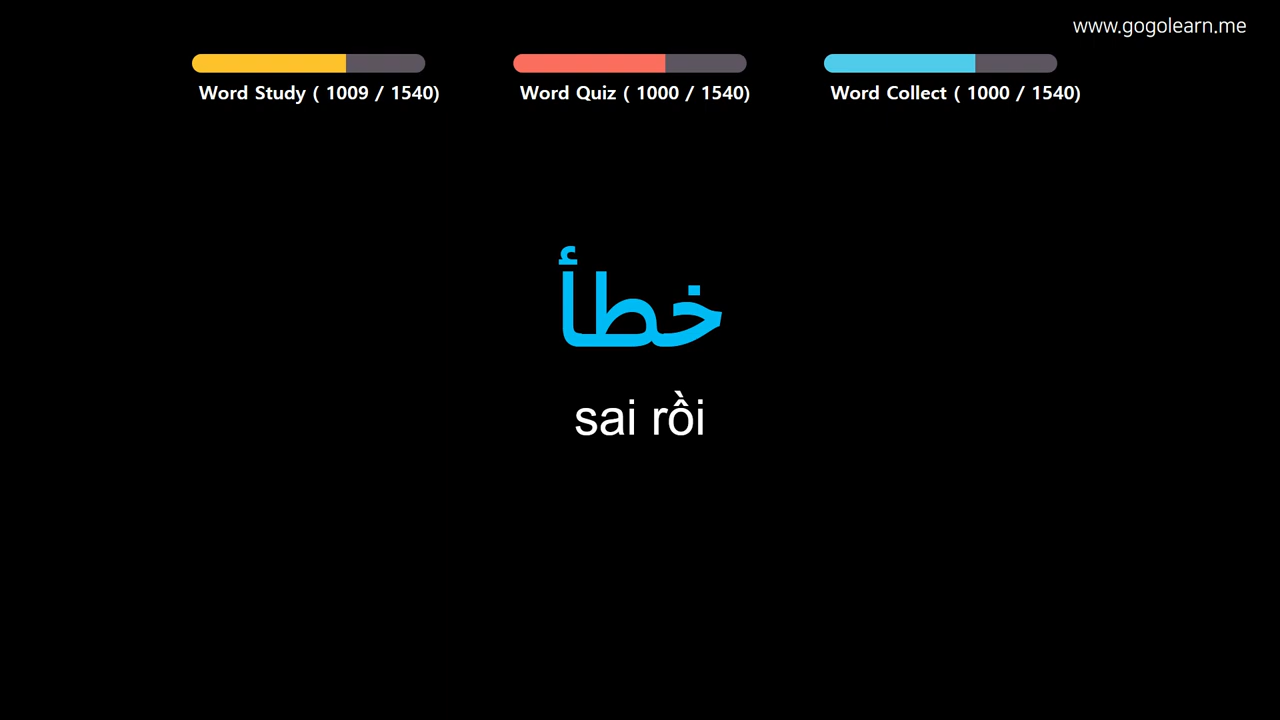 www.gogolearn.me
Word Study ( 1009 / 1540)
Word Quiz ( 1000 / 1540)
Word Collect ( 1000 / 1540)
خطأ
sai rồi